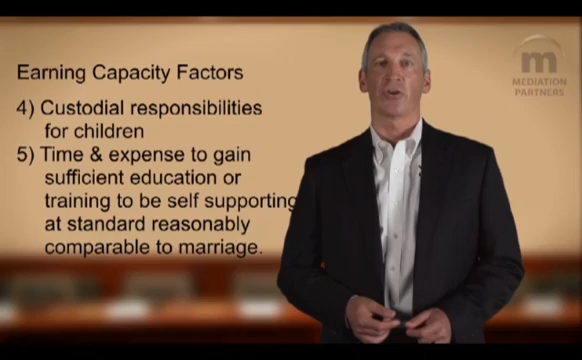 Earning Capacity Factors
4) Custodial responsibilities
for children
5) Time & expense to gain
sufficient education or
training to be self supporting
at standard reasonably
comparable to marriage.
m
MEDIATION
PARTNERS